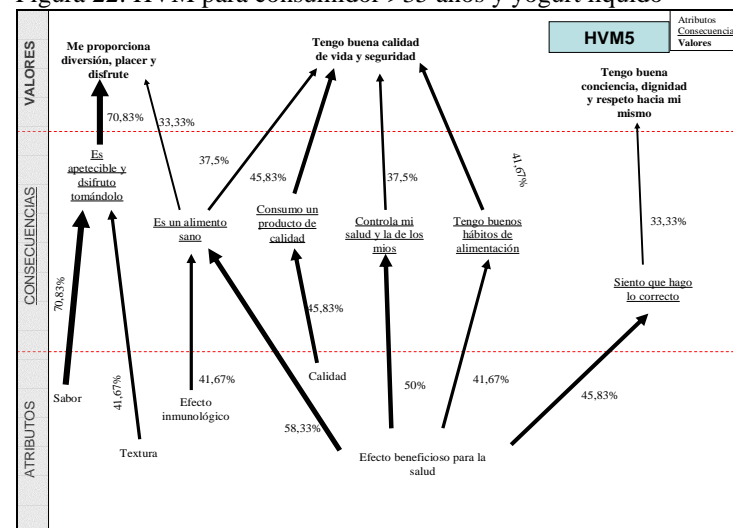 Figura 22: HVM para consumidor >35 años y yogurt líquido
VALORES
Me proporciona
diversión, placer y
disfrute
Tengo buena calidad
de vida y seguridad
HVM5
Atributos
Consecuencia
Valores
Tengo buena
conciencia, dignidad
y respeto hacia mi
mismo
70,83%
33,33%
37,5%
45,83%
37,5%
41,67%
33,33%
CONSECUENCIAS
Es
apetecible y
dsifruto
tomándolo
Es un alimento
sano
Consumo un
producto de
calidad
Controla mi
salud y la de los
mios
Tengo buenos
hábitos de
alimentación
Siento que hago
lo correcto
70,83%
41,67%
41,67%
58,33%
45,83%
50%
41,67%
45,83%
ATRIBUTOS
Sabor
Textura
Efecto
inmunológico
Calidad
Efecto beneficioso para la
salud